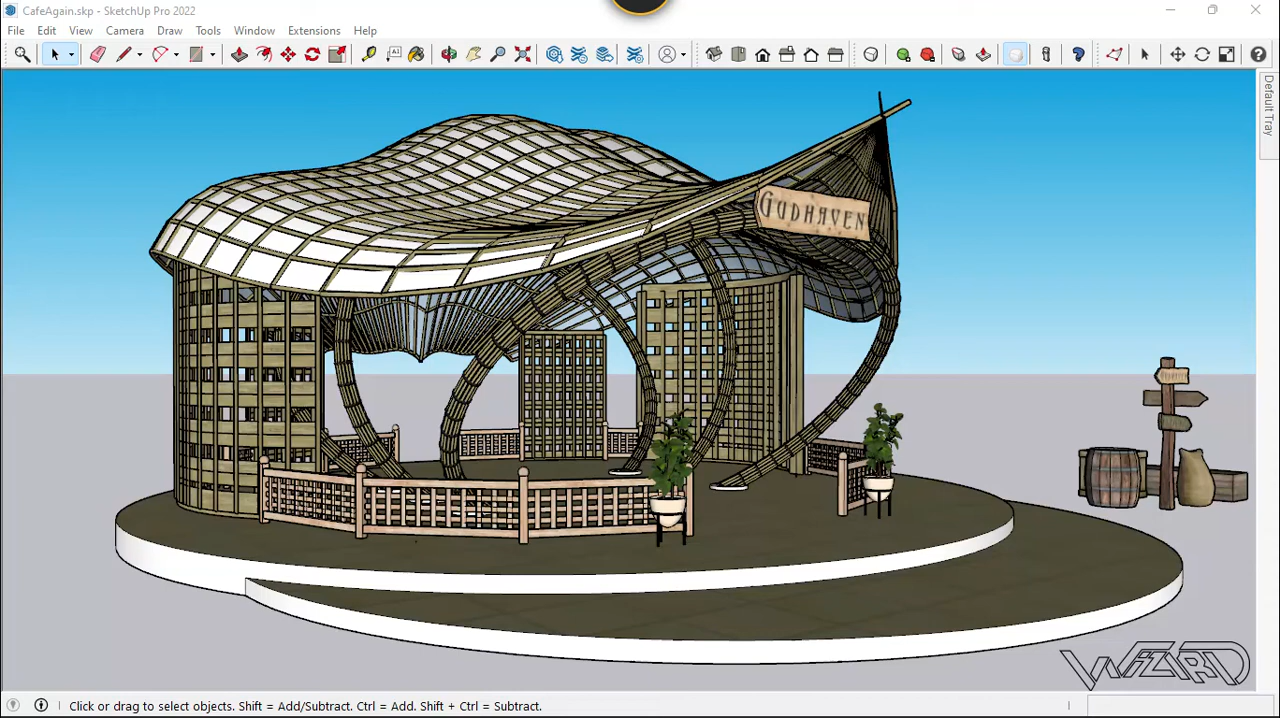 CafeAgain.skp - SketchUp Pro 2022
File Edit View Camera Draw Tools Window Extensions Help
Default Tray
GUDHAVEN
Click or drag to select objects. Shift = Add/Subtract. Ctrl = Add. Shift + Ctrl = Subtract.
WIZARD